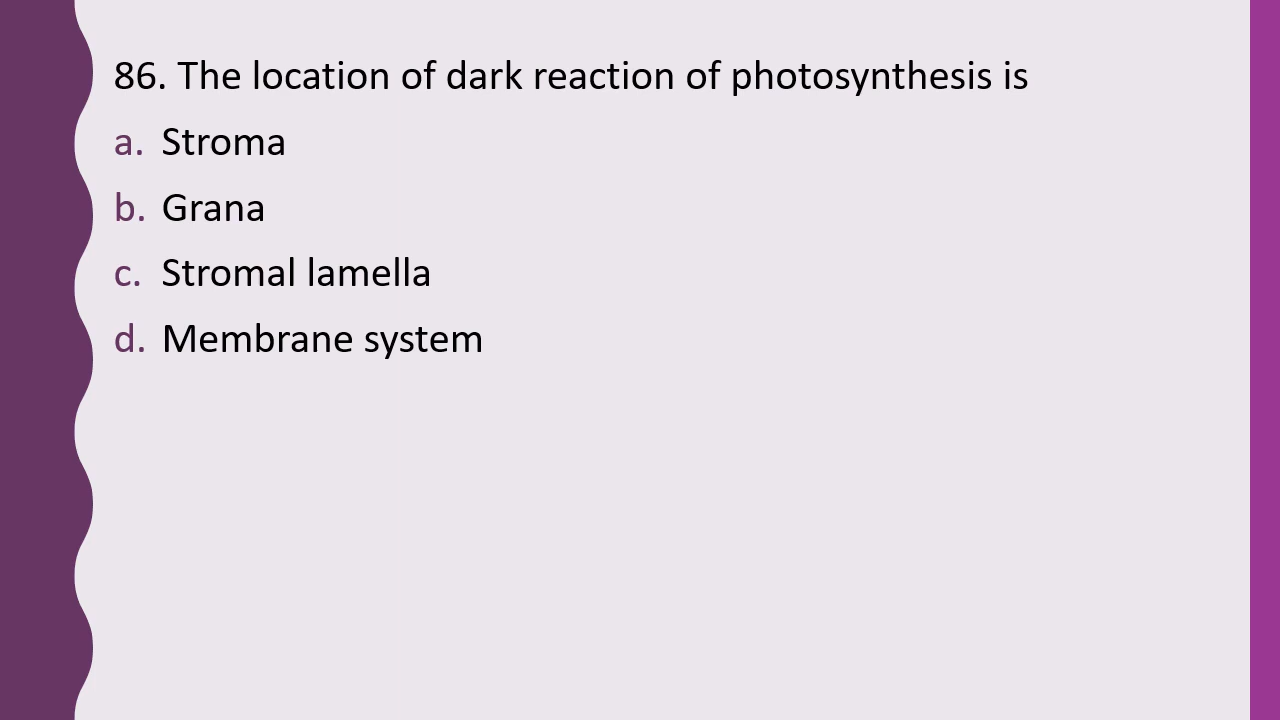 86. The location of dark reaction of photosynthesis is
a. Stroma
b. Grana
c. Stromal lamella
d. Membrane system